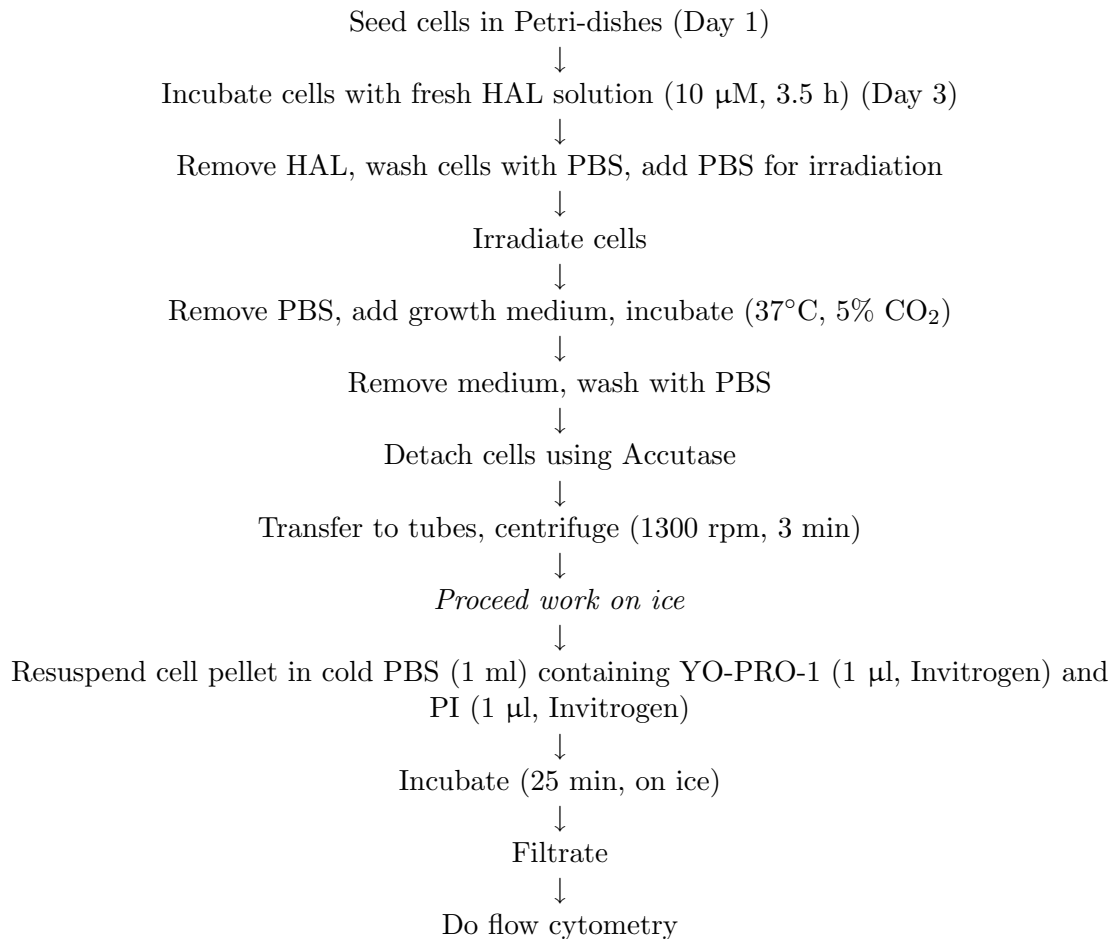 Seed cells in Petri-dishes (Day 1)
↓
Incubate cells with fresh HAL solution (10 µM, 3.5 h) (Day 3)
↓
Remove HAL, wash cells with PBS, add PBS for irradiation
↓
Irradiate cells
↓
Remove PBS, add growth medium, incubate (37°C, 5% CO₂)
↓
Remove medium, wash with PBS
↓
Detach cells using Accutase
↓
Transfer to tubes, centrifuge (1300 rpm, 3 min)
↓
Proceed work on ice
↓
Resuspend cell pellet in cold PBS (1 ml) containing YO-PRO-1 (1 µl, Invitrogen) and
PI (1 µl, Invitrogen)
↓
Incubate (25 min, on ice)
↓
Filtrate
↓
Do flow cytometry